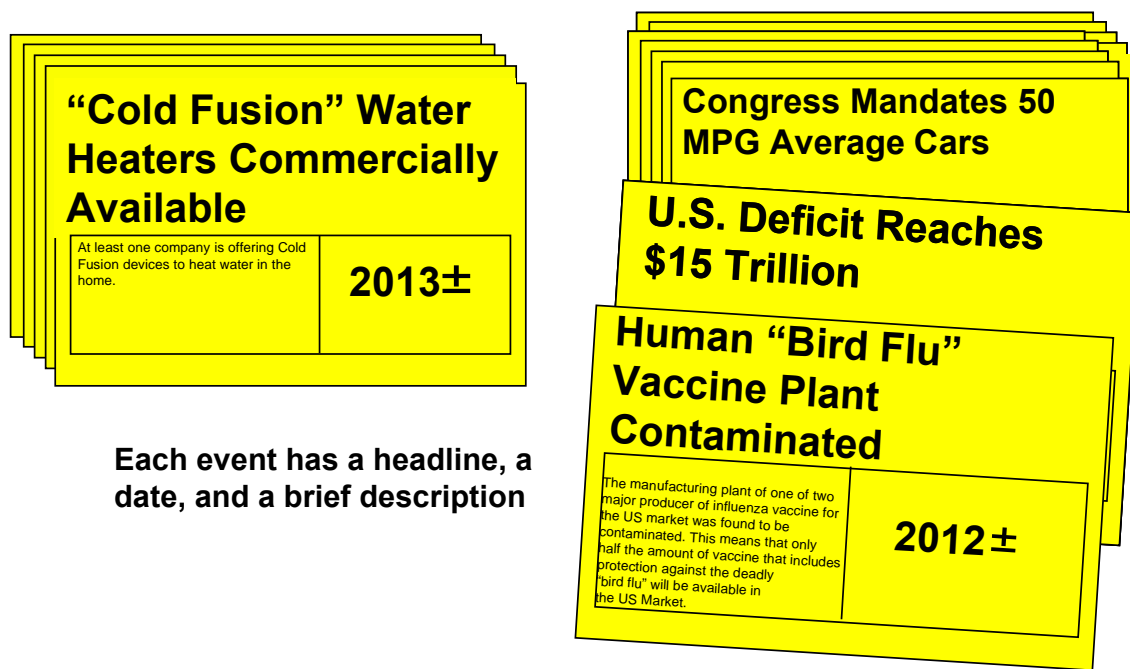 “Cold Fusion” Water
Heaters Commercially
Available
At least one company is offering Cold
Fusion devices to heat water in the
home.
2013±
Each event has a headline, a
date, and a brief description
Congress Mandates 50
MPG Average Cars
U.S. Deficit Reaches
$15 Trillion
Human “Bird Flu”
Vaccine Plant
Contaminated
The manufacturing plant of one of two
major producer of influenza vaccine for
the US market was found to be
contaminated. This means that only
half the amount of vaccine that includes
protection against the deadly
“bird flu” will be available in
the US Market.
2012±